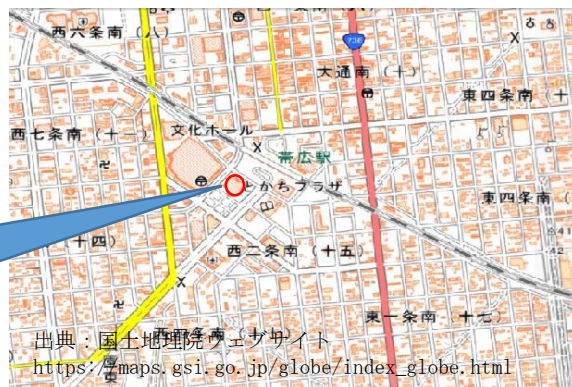 西六条南（八）
236
大通南（十）
東四条南（十
西七条南（十一）
文化ホール
帯広駅
とかちプラザ
東四条南（
（十四）
西二条南（十五）
東一条南（十七）
出典：国土地理院ウェブサイト
https://maps.gsi.go.jp/globe/index_globe.html